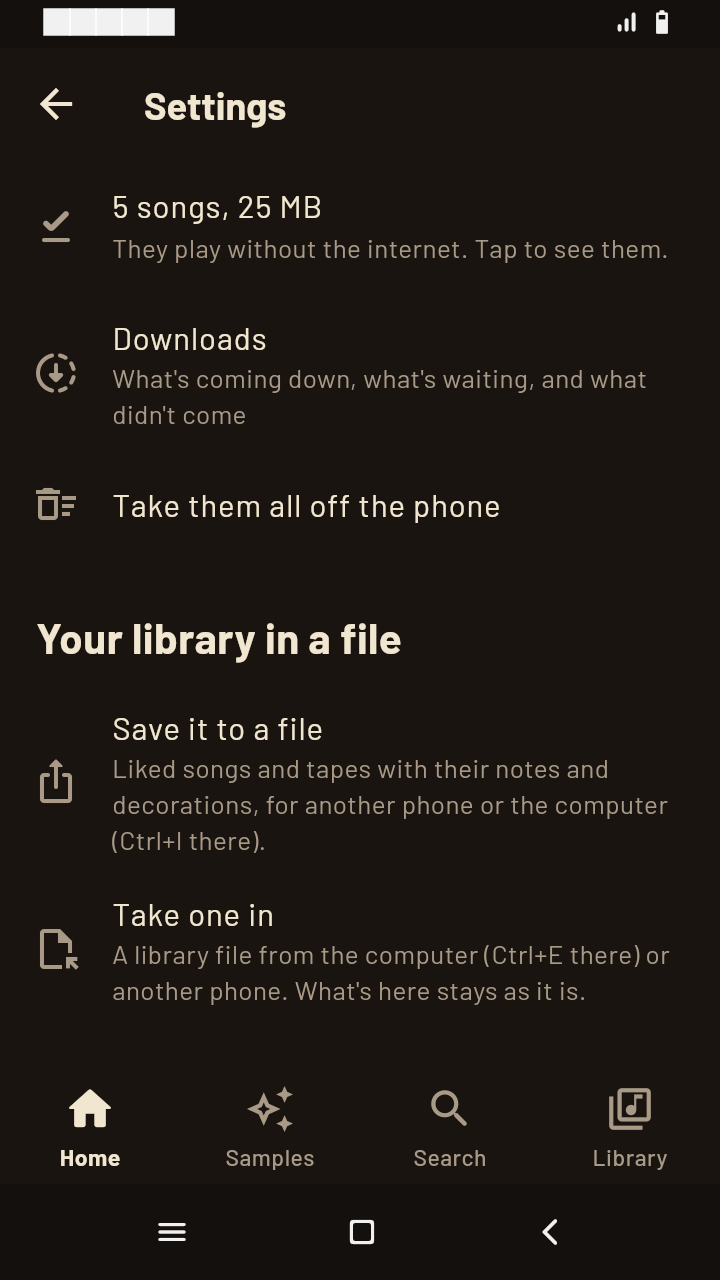 Settings
5 songs, 25 MB
They play without the internet. Tap to see them.
Downloads
What's coming down, what's waiting, and what
didn't come
Take them all off the phone
Your library in a file
Save it to a file
Liked songs and tapes with their notes and
decorations, for another phone or the computer
(Ctrl+I there).
Take one in
A library file from the computer (Ctrl+E there) or
another phone. What's here stays as it is.
Home
Samples
Search
Library